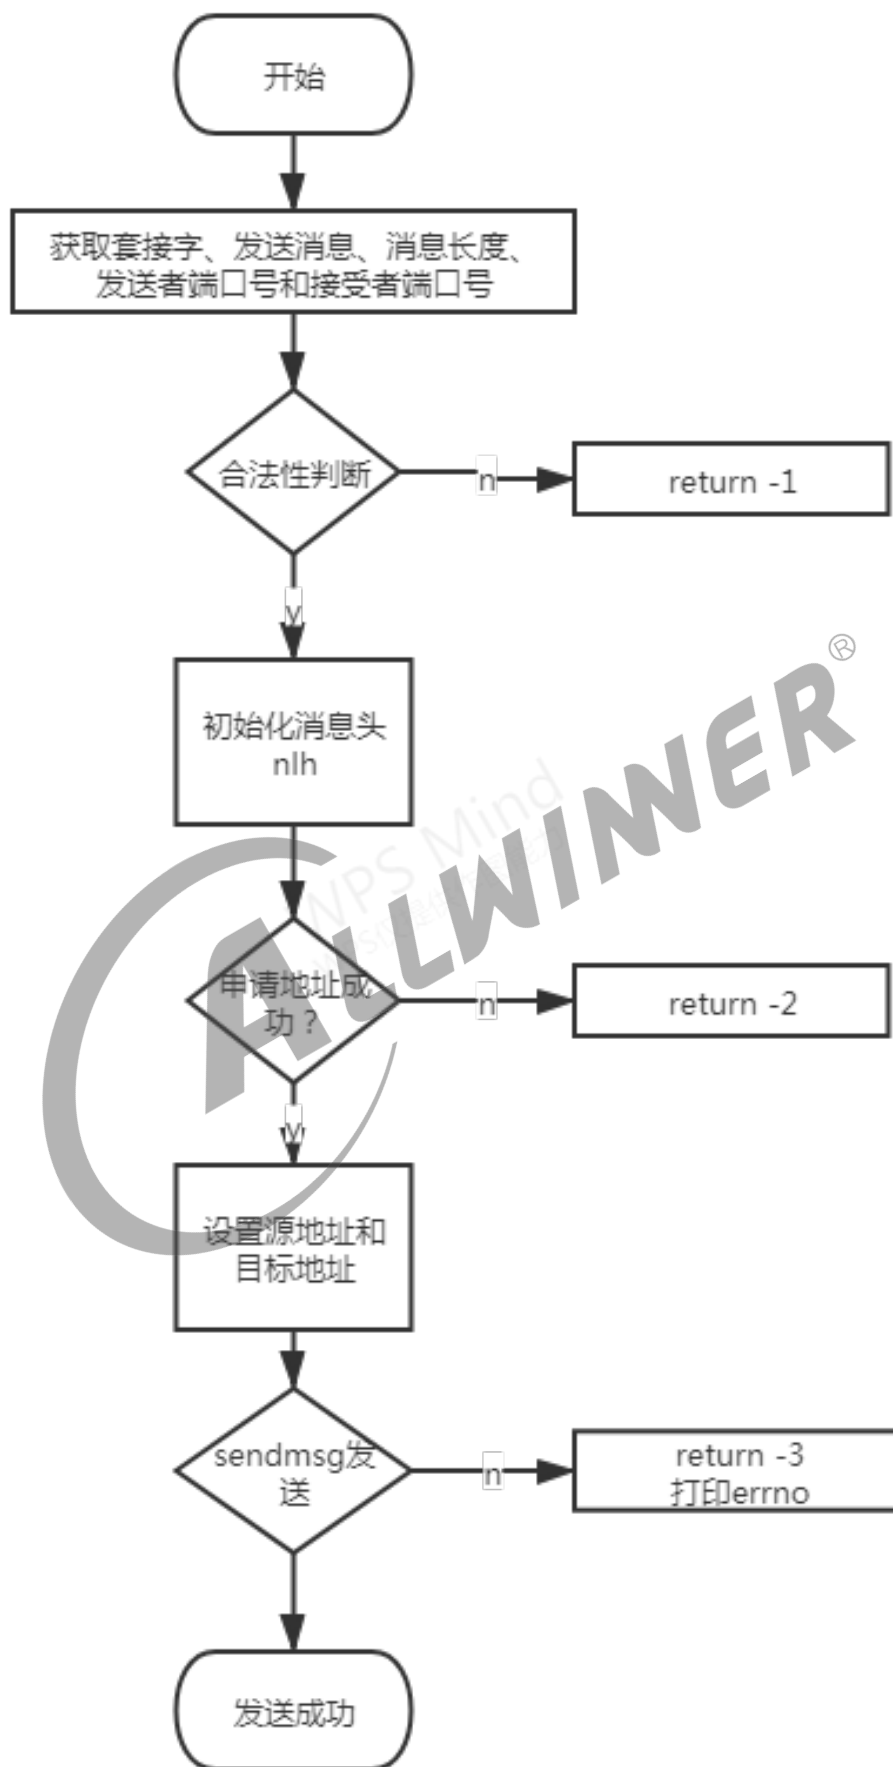 开始
获取套接字、发送消息、消息长度、
发送者端口号和接受者端口号
合法性判断
n
return -1
y
初始化消息头
nlh
ALLWINNER®
WPS Mind
申请地址成
功？
n
return -2
y
设置源地址和
目标地址
sendmsg发
送
n
return -3
打印errno
发送成功